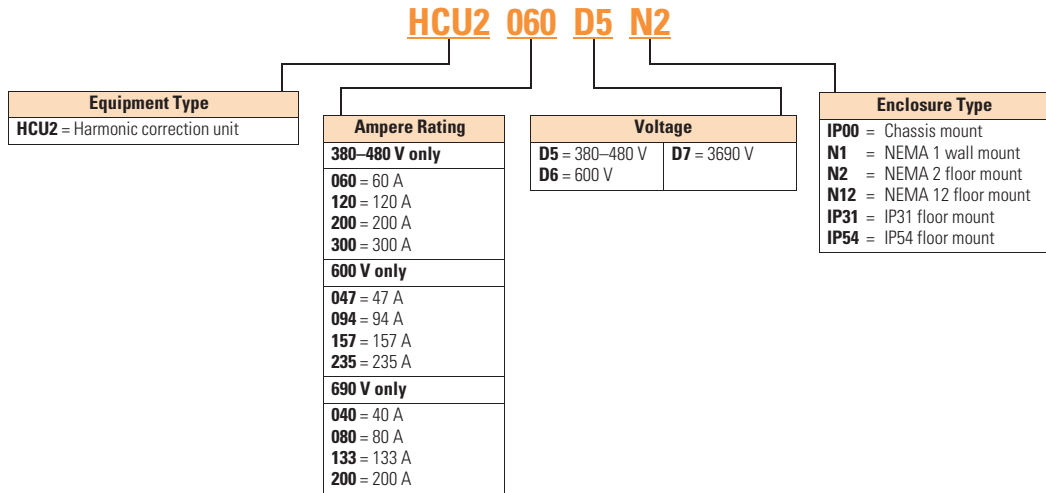 HCU2 060 D5 N2
Equipment Type
HCU2 = Harmonic correction unit
Ampere Rating
380–480 V only
060 = 60 A
120 = 120 A
200 = 200 A
300 = 300 A
600 V only
047 = 47 A
094 = 94 A
157 = 157 A
235 = 235 A
690 V only
040 = 40 A
080 = 80 A
133 = 133 A
200 = 200 A
Voltage
D5 = 380–480 V
D6 = 600 V
D7 = 3690 V
Enclosure Type
IP00 = Chassis mount
N1 = NEMA 1 wall mount
N2 = NEMA 2 floor mount
N12 = NEMA 12 floor mount
IP31 = IP31 floor mount
IP54 = IP54 floor mount